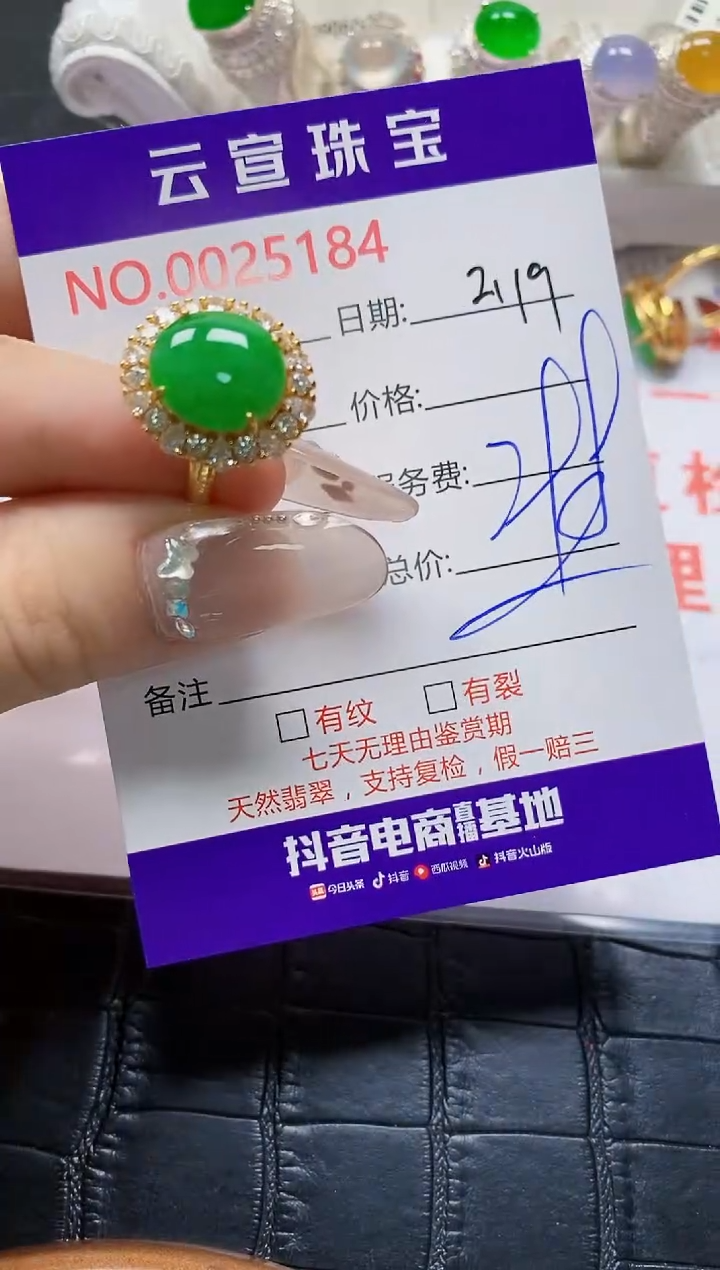 云宣珠宝
NO.0025184
日期: 2119
价格:
务费:
总价:
备注
有纹 有裂
七天无理由鉴赏期
天然翡翠，支持复检，假一赔三
抖音电商直播基地
今日头条 抖音 西瓜视频 抖音火山版
检
理